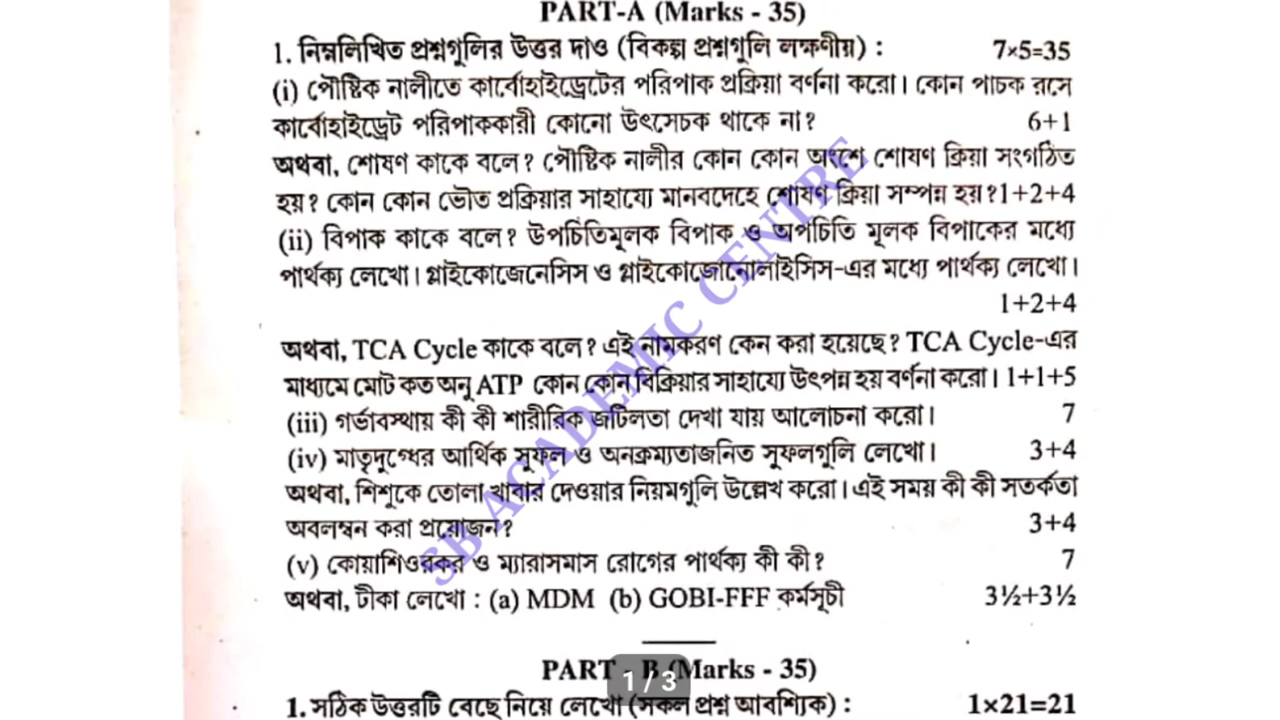 PART-A (Marks - 35)
1. নিম্নলিখিত প্রশ্নগুলির উত্তর দাও (বিকল্প প্রশ্নগুলি লক্ষণীয়) : 7×5=35
(i) পৌষ্টিক নালীতে কার্বোহাইড্রেটের পরিপাক প্রক্রিয়া বর্ণনা করো। কোন পাচক রসে
কার্বোহাইড্রেট পরিপাককারী কোনো উৎসেচক থাকে না? 6+1
অথবা, শোষণ কাকে বলে? পৌষ্টিক নালীর কোন কোন অংশে শোষণ ক্রিয়া সংগঠিত
হয়? কোন কোন ভৌত প্রক্রিয়ার সাহায্যে মানবদেহে শোষণ ক্রিয়া সম্পন্ন হয়?1+2+4
(ii) বিপাক কাকে বলে? উপচিতিমূলক বিপাক ও অপচিতি মূলক বিপাকের মধ্যে
পার্থক্য লেখো। গ্লাইকোজেনেসিস ও গ্লাইকোজোনোলাইসিস-এর মধ্যে পার্থক্য লেখো।
1+2+4
অথবা, TCA Cycle কাকে বলে? এই নামকরণ কেন করা হয়েছে? TCA Cycle-এর
মাধ্যমে মোট কত অনু ATP কোন কোন বিক্রিয়ার সাহায্যে উৎপন্ন হয় বর্ণনা করো। 1+1+5
(iii) গর্ভাবস্থায় কী কী শারীরিক জটিলতা দেখা যায় আলোচনা করো। 7
(iv) মাতৃদুগ্ধের আর্থিক সুফল ও অনক্রম্যতাজনিত সুফলগুলি লেখো। 3+4
অথবা, শিশুকে তোলা খাবার দেওয়ার নিয়মগুলি উল্লেখ করো। এই সময় কী কী সতর্কতা
অবলম্বন করা প্রয়োজন? 3+4
(v) কোয়াশিওরকর ও ম্যারাসমাস রোগের পার্থক্য কী কী? 7
অথবা, টীকা লেখো : (a) MDM (b) GOBI-FFF কর্মসূচী 3½+3½
PART - B (Marks - 35)
1. সঠিক উত্তরটি বেছে নিয়ে লেখো (সকল প্রশ্ন আবশ্যিক) : 1×21=21
SB ACADEMIC CENTRE
1 / 3